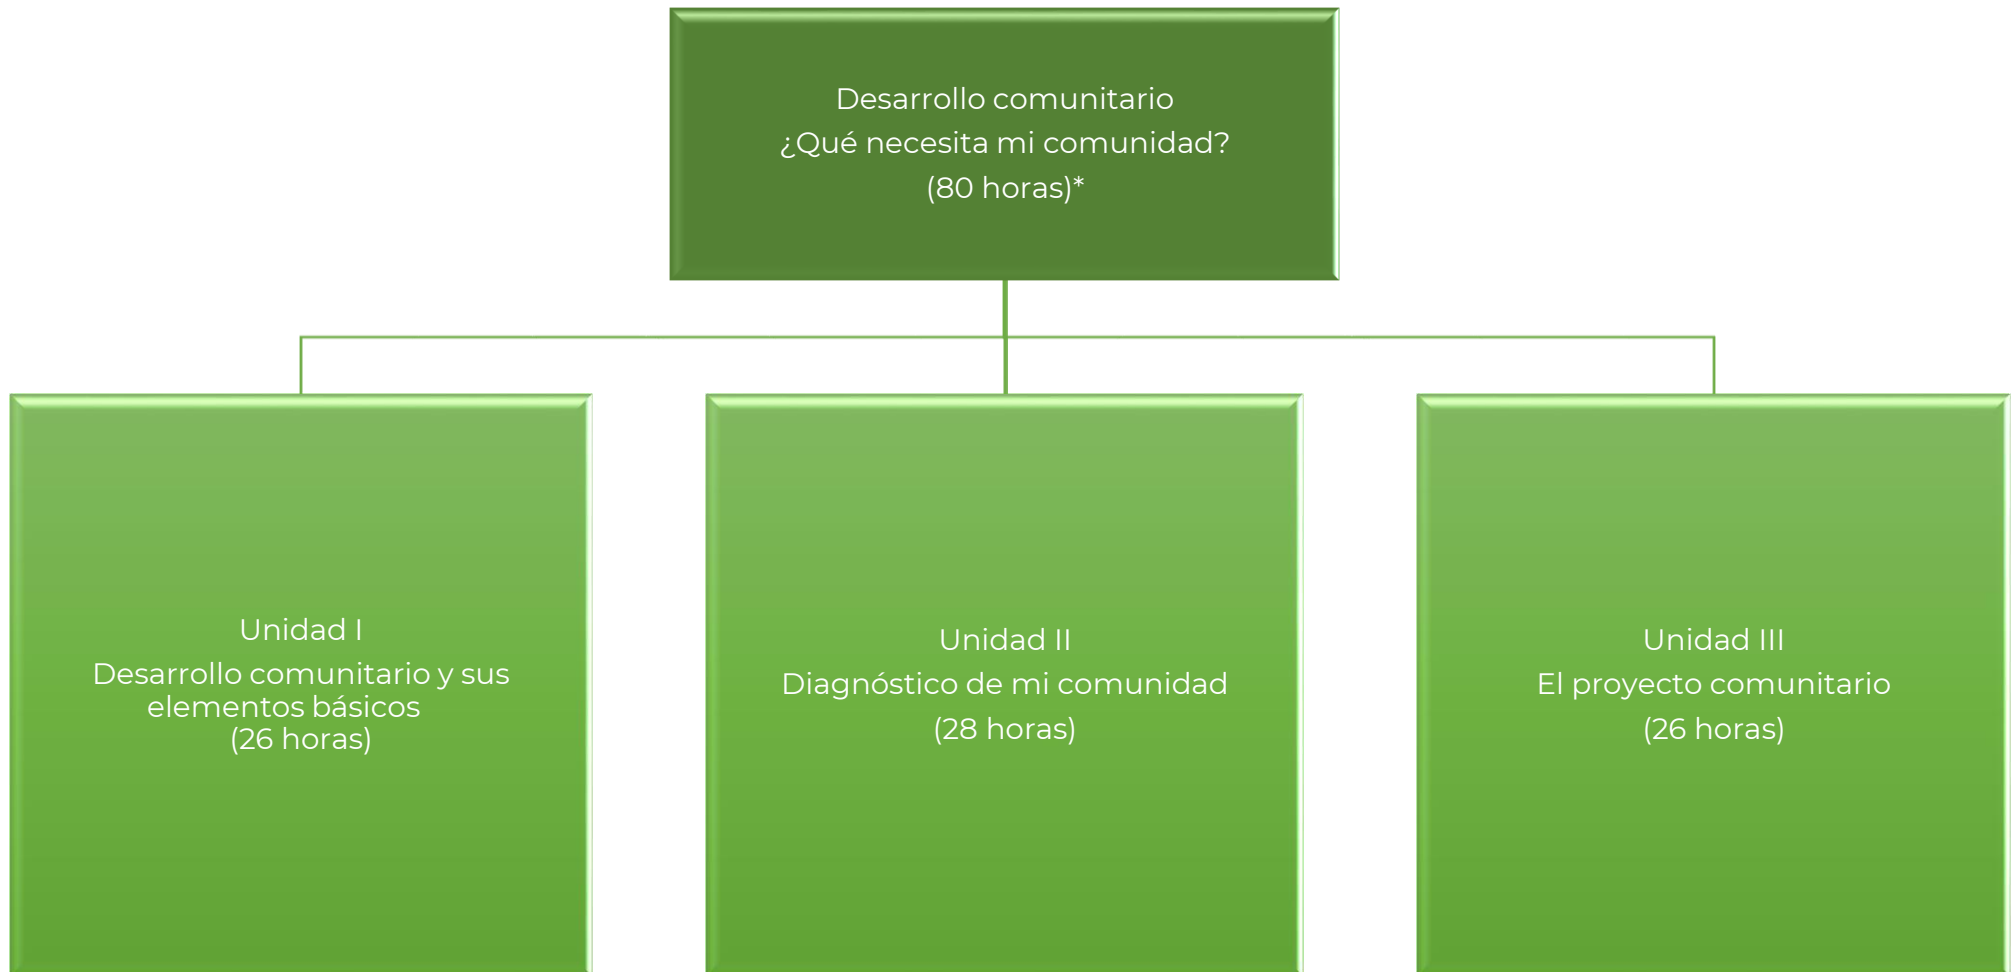 Desarrollo comunitario
¿Qué necesita mi comunidad?
(80 horas)*
Unidad I
Desarrollo comunitario y sus
elementos básicos
(26 horas)
Unidad II
Diagnóstico de mi comunidad
(28 horas)
Unidad III
El proyecto comunitario
(26 horas)